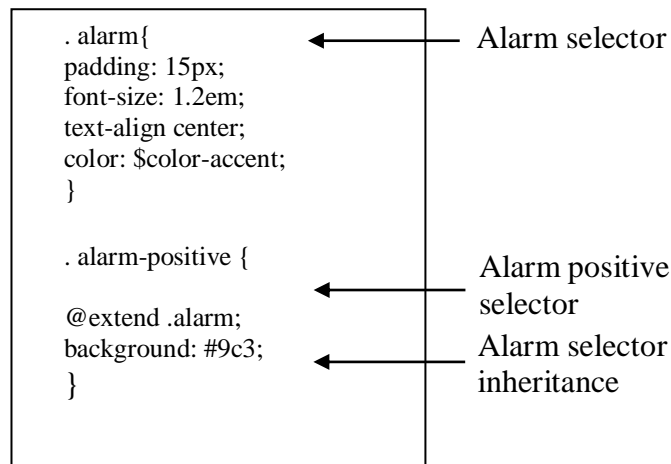 . alarm{
padding: 15px;
font-size: 1.2em;
text-align center;
color: $color-accent;
}
. alarm-positive {
@extend .alarm;
background: #9c3;
}
Alarm selector
Alarm positive
selector
Alarm selector
inheritance